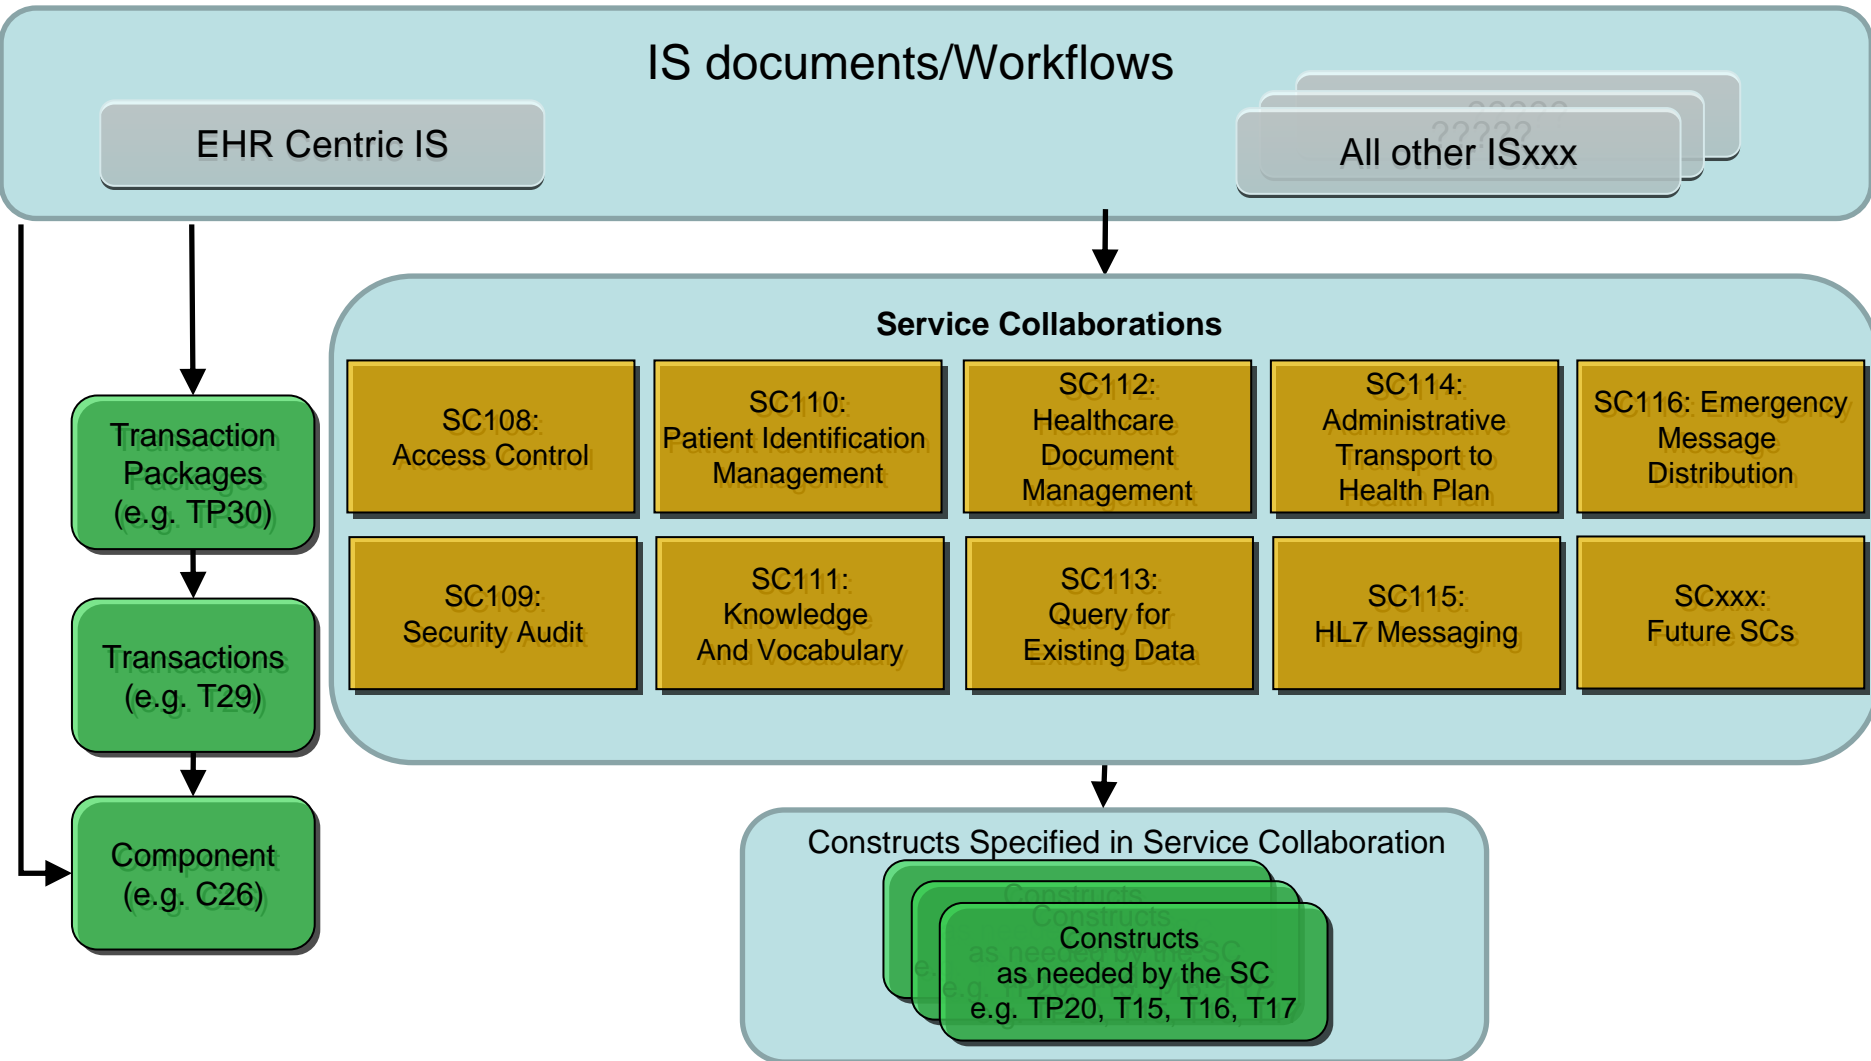 IS documents/Workflows
EHR Centric IS
?????
?????
All other ISxxx
Service Collaborations
SC108:
Access Control
SC110:
Patient Identification
Management
SC112:
Healthcare
Document
Management
SC114:
Administrative
Transport to
Health Plan
SC116: Emergency
Message
Distribution
SC109:
Security Audit
SC111:
Knowledge
And Vocabulary
SC113:
Query for
Existing Data
SC115:
HL7 Messaging
SCxxx:
Future SCs
Transaction
Packages
(e.g. TP30)
Transactions
(e.g. T29)
Component
(e.g. C26)
Constructs Specified in Service Collaboration
Constructs
Constructs
Constructs
as needed by the SC
e.g. TP20, T15, T16, T17